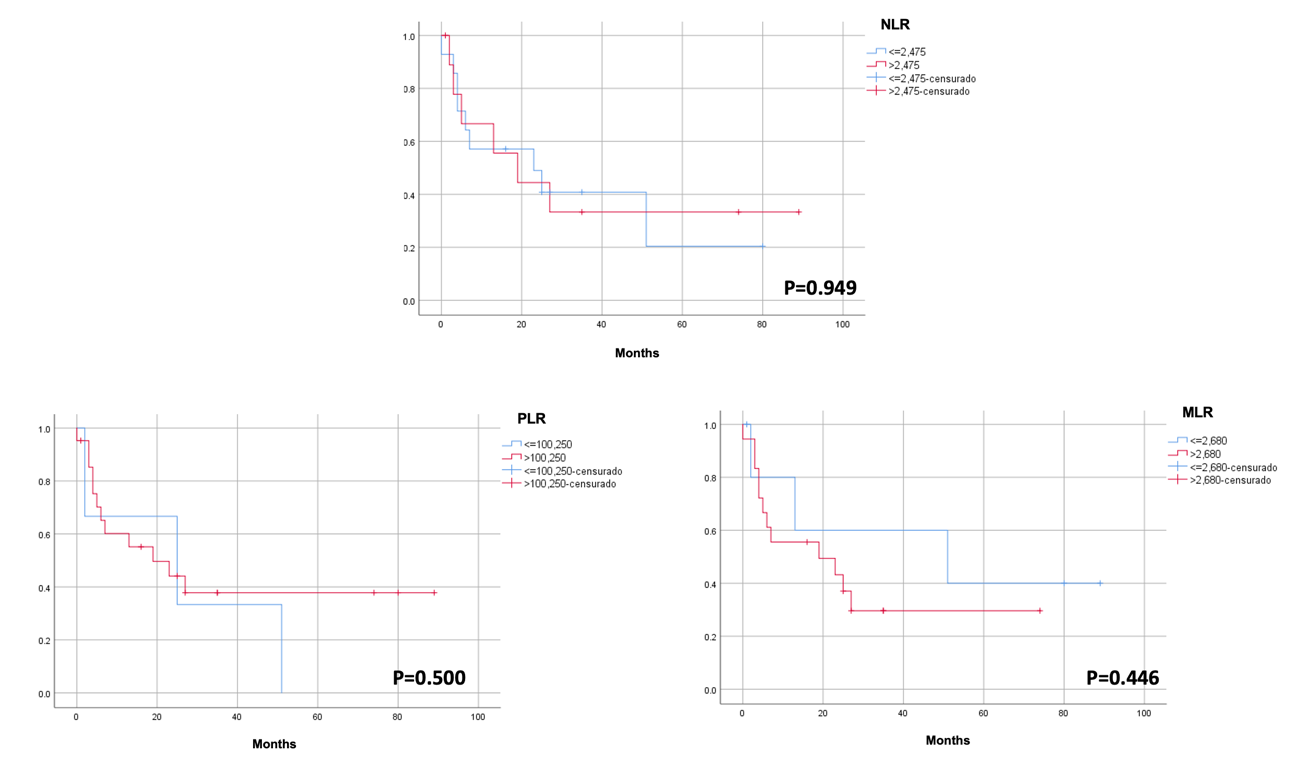 NLR
<=2,475
>2,475
<=2,475-censurado
>2,475-censurado
1.0
0.8
0.6
0.4
0.2
0.0
0 20 40 60 80 100
P=0.949
Months
PLR
<=100,250
>100,250
<=100,250-censurado
>100,250-censurado
1.0
0.8
0.6
0.4
0.2
0.0
0 20 40 60 80 100
P=0.500
Months
MLR
<=2,680
>2,680
<=2,680-censurado
>2,680-censurado
1.0
0.8
0.6
0.4
0.2
0.0
0 20 40 60 80 100
P=0.446
Months